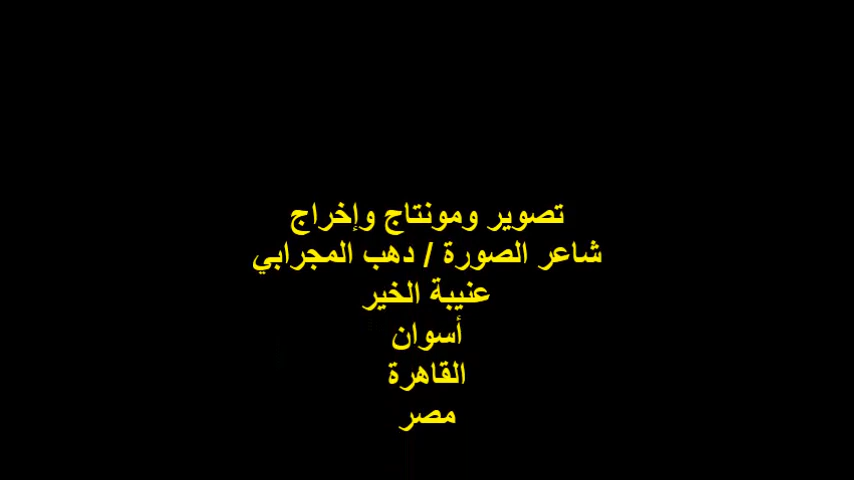 تصوير ومونتاج وإخراج
شاعر الصورة / دهب المجرابي
عنيبة الخير
أسوان
القاهرة
مصر